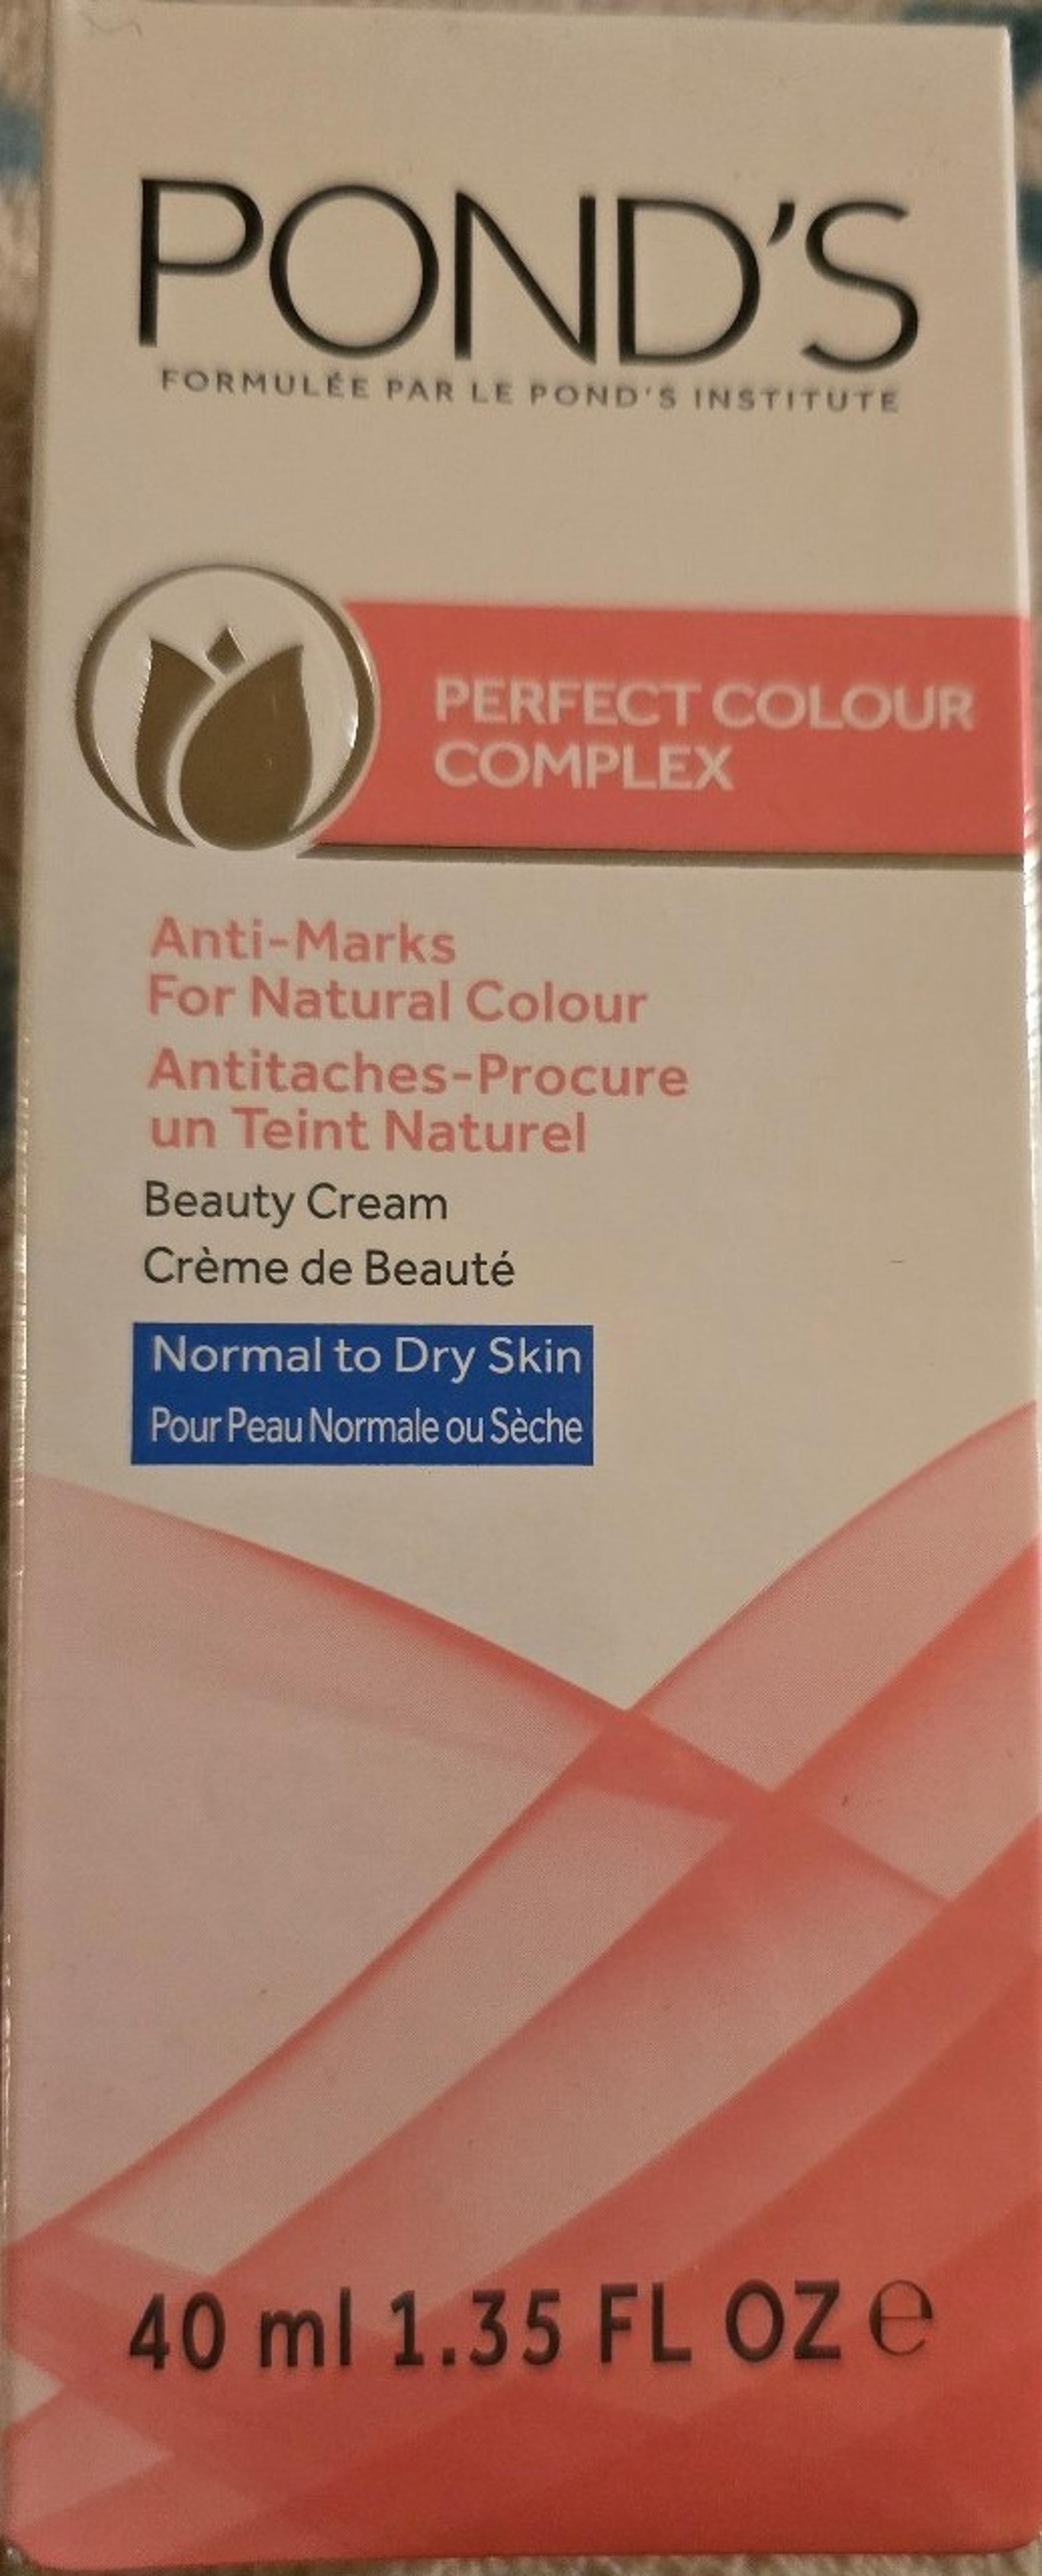 POND'S
FORMULÉE PAR LE POND'S INSTITUTE
PERFECT COLOUR
COMPLEX
Anti-Marks
For Natural Colour
Antitaches-Procure
un Teint Naturel
Beauty Cream
Crème de Beauté
Normal to Dry Skin
Pour Peau Normale ou Sèche
40 ml 1.35 FL OZ ℮